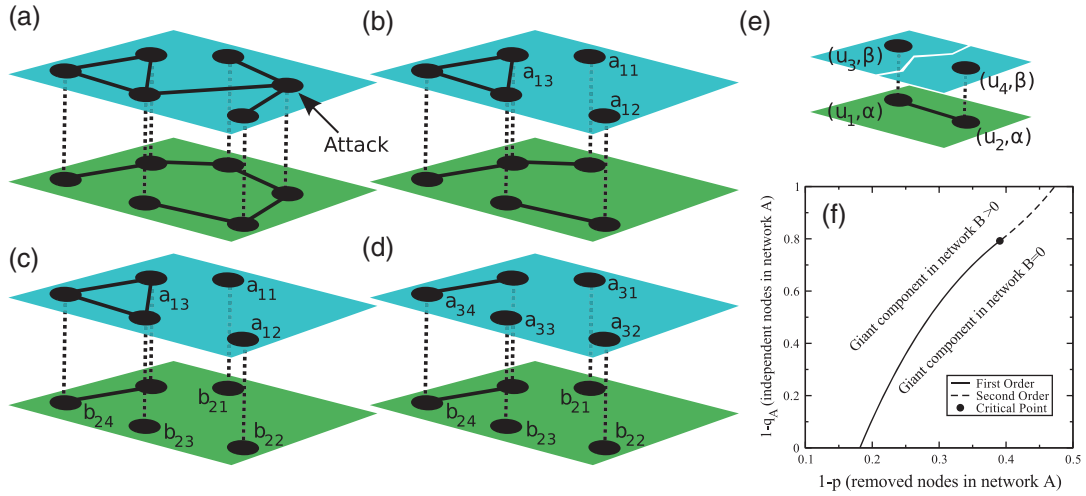 (a)
Attack
(b)
a13
a11
a12
(c)
a13
a11
a12
b24
b23
b21
b22
(d)
a34
a33
a31
a32
b24
b23
b21
b22
(e)
(u3,β)
(u4,β)
(u1,α)
(u2,α)
(f)
1-qA (independent nodes in network A)
1
0.8
0.6
0.4
0.2
0
Giant component in network B >0
Giant component in network B=0
First Order
Second Order
Critical Point
0.1
0.2
0.3
0.4
0.5
1-p (removed nodes in network A)